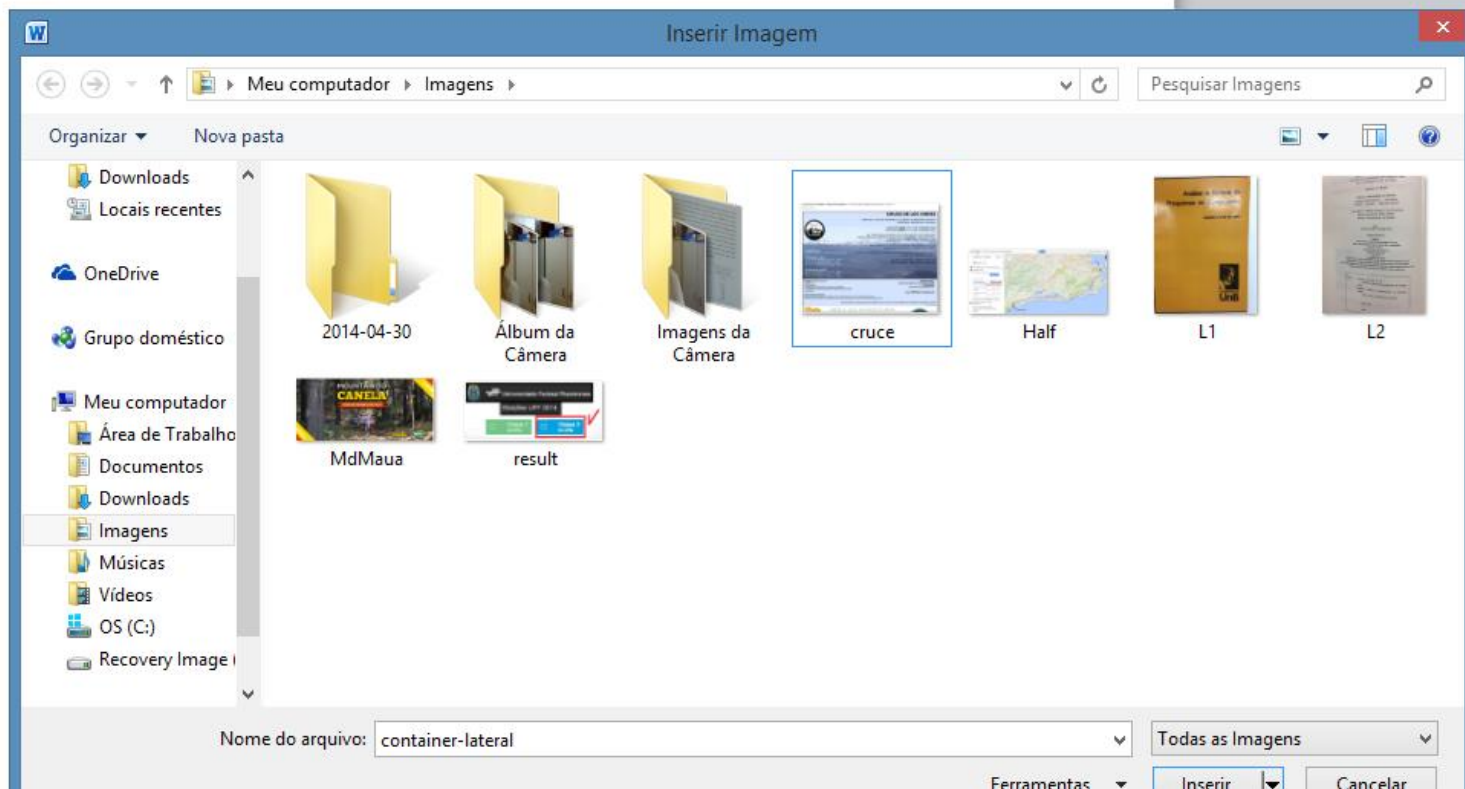 Inserir Imagem
Meu computador Imagens
Pesquisar Imagens
Organizar Nova pasta
Downloads
Locais recentes
OneDrive
Grupo doméstico
Meu computador
Área de Trabalho
Documentos
Downloads
Imagens
Músicas
Vídeos
OS (C:)
Recovery Image (
2014-04-30
Álbum da
Câmera
Imagens da
Câmera
cruce
Half
L1
L2
CANELA
MdMaua
result
UnB
Nome do arquivo: container-lateral
Todas as Imagens
Ferramentas Inserir Cancelar